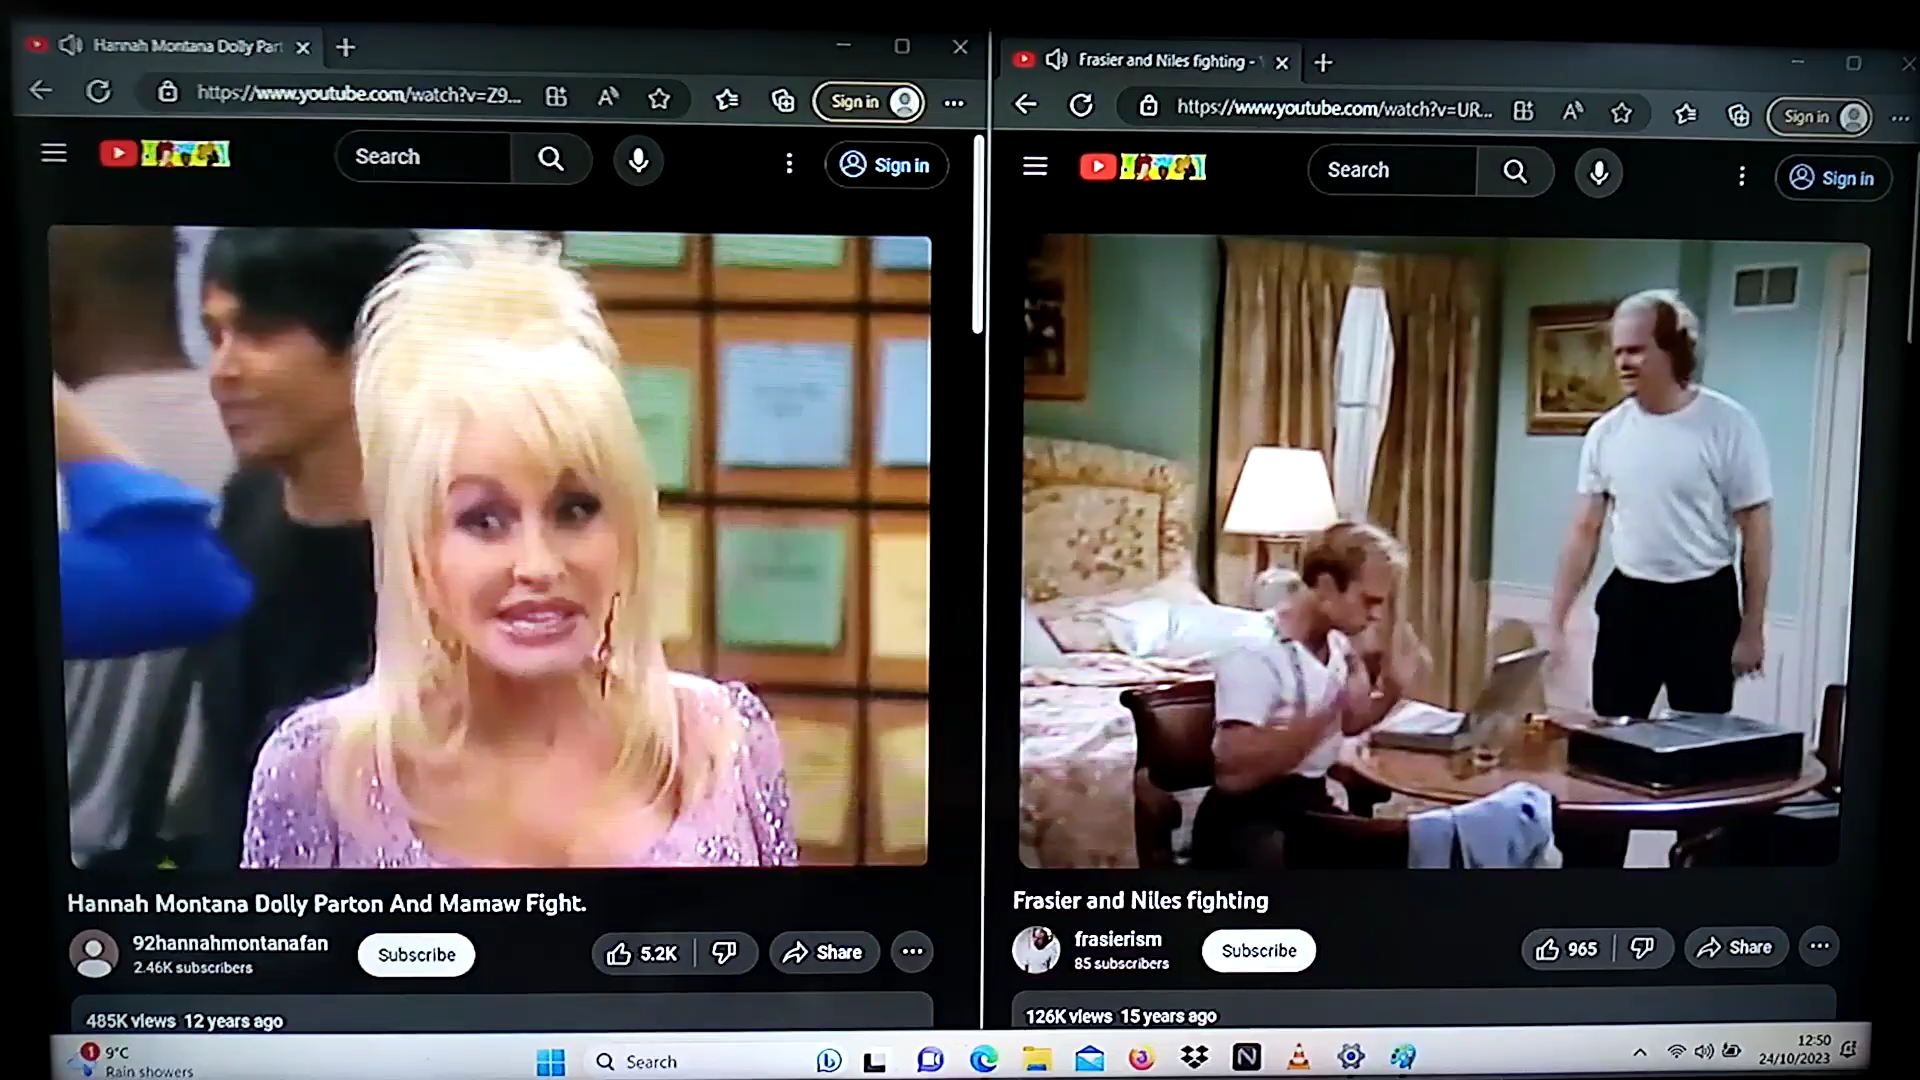 Hannah Montana Dolly Part
https://www.youtube.com/watch?v=Z9...
Sign in
Search
Sign in
Hannah Montana Dolly Parton And Mamaw Fight.
92hannahmontanafan
2.46K subscribers
Subscribe
5.2K
Share
485K views 12 years ago
Frasier and Niles fighting -
https://www.youtube.com/watch?v=UR...
Sign in
Search
Sign in
Frasier and Niles fighting
frasierism
85 subscribers
Subscribe
965
Share
126K views 15 years ago
1
9°C
Rain showers
Search
12:50
24/10/2023